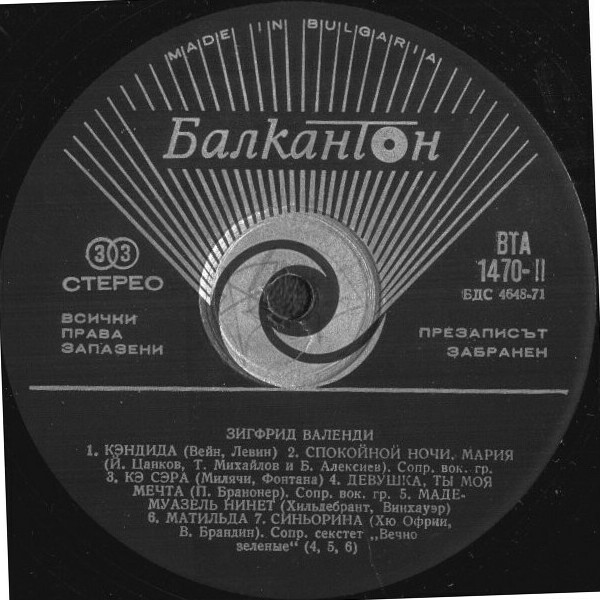 MADE IN BULGARIA
Балкантон
33
СТЕРЕО
ВТА
1470-II
БДС 4648-71
ВСИЧКИ
ПРАВА
ЗАПАЗЕНИ
ПРЕЗАПИСЪТ
ЗАБРАНЕН
ЗИГФРИД ВАЛЕНДИ
1. КЭНДИДА (Вейн, Левин) 2. СПОКОЙНОЙ НОЧИ, МАРИЯ
(Й. Цанков, Т. Михайлов и Б. Алексиев). Сопр. вок. гр.
3. КЭ СЭРА (Милячи, Фонтана) 4. ДЕВУШКА, ТЫ МОЯ
МЕЧТА (П. Бранонер). Сопр. вок. гр. 5. МАДЕ-
МУАЗЕЛЬ НИНЕТ (Хильдебрант, Винхауэр)
6. МАТИЛЬДА 7. СИНЬОРИНА (Хю Офрии,
В. Брандин). Сопр. секстет „Вечно
зеленые“ (4, 5, 6)